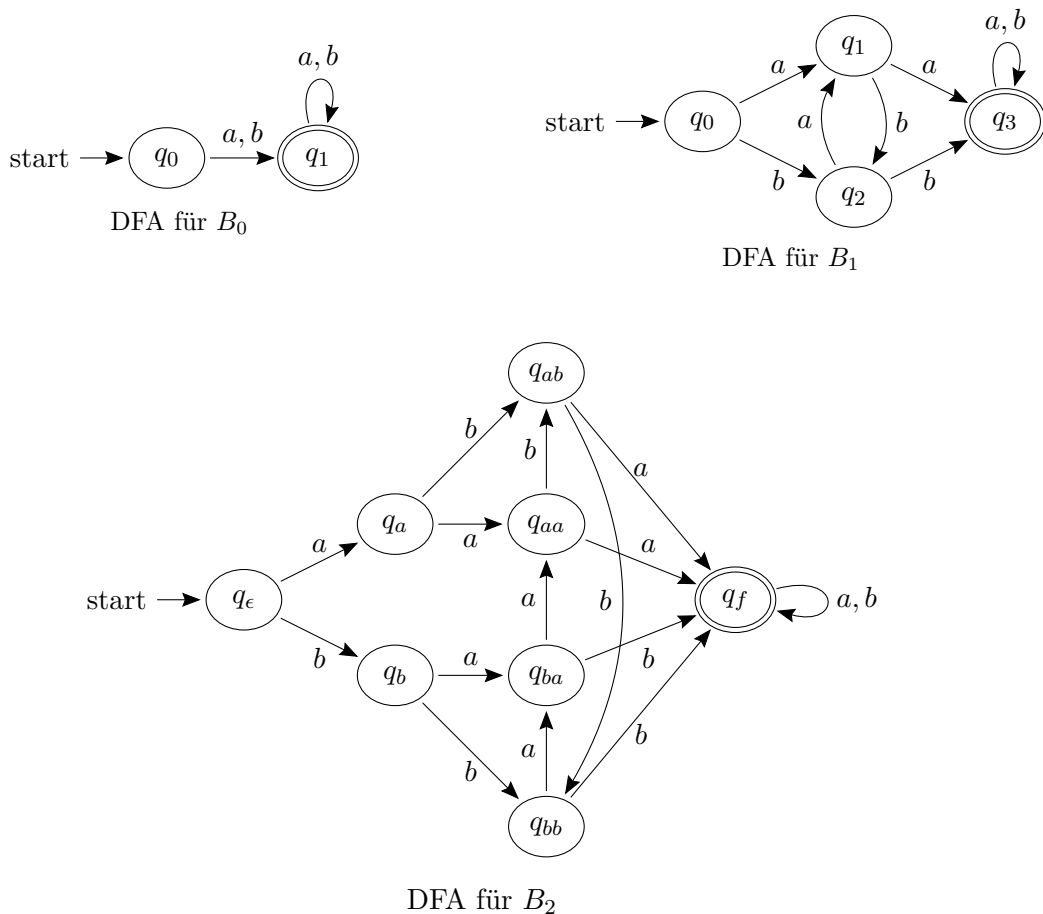 a, b
start q0 a, b q1
DFA für B0
a, b
q1
a a
start q0 a b q3
b b
q2
DFA für B1
qab
b b a
qa a qaa a
a
start qϵ a b qf a, b
b
qb a qba b
b a b
qbb
DFA für B2